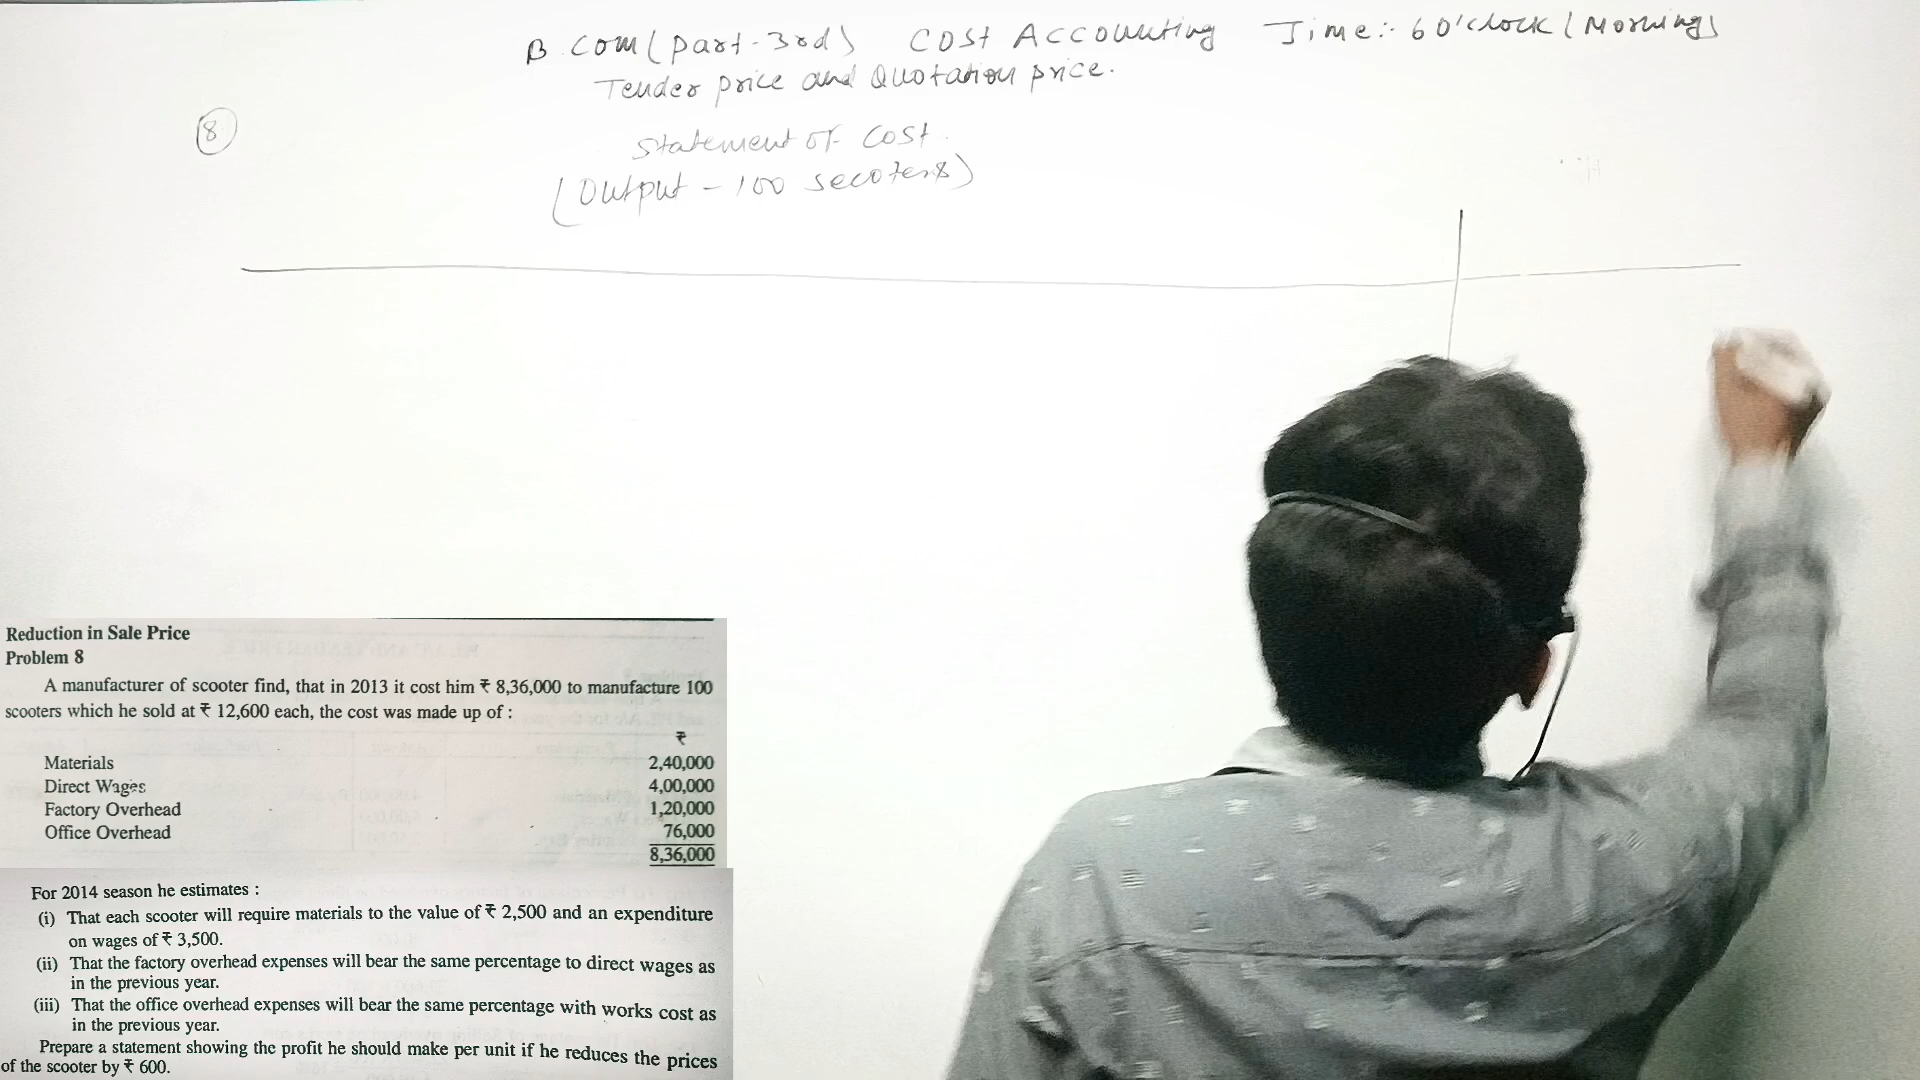 B.Com (Part-3rd) Cost Accounting Time:- 6 O'clock (Morning)
Tender price and Quotation price.
8
Statement of Cost.
(Output - 100 secoters)
Reduction in Sale Price
Problem 8
A manufacturer of scooter find, that in 2013 it cost him ₹ 8,36,000 to manufacture 100
scooters which he sold at ₹ 12,600 each, the cost was made up of :
₹
Materials 2,40,000
Direct Wages 4,00,000
Factory Overhead 1,20,000
Office Overhead 76,000
8,36,000
For 2014 season he estimates :
(i) That each scooter will require materials to the value of ₹ 2,500 and an expenditure
on wages of ₹ 3,500.
(ii) That the factory overhead expenses will bear the same percentage to direct wages as
in the previous year.
(iii) That the office overhead expenses will bear the same percentage with works cost as
in the previous year.
Prepare a statement showing the profit he should make per unit if he reduces the prices
of the scooter by ₹ 600.